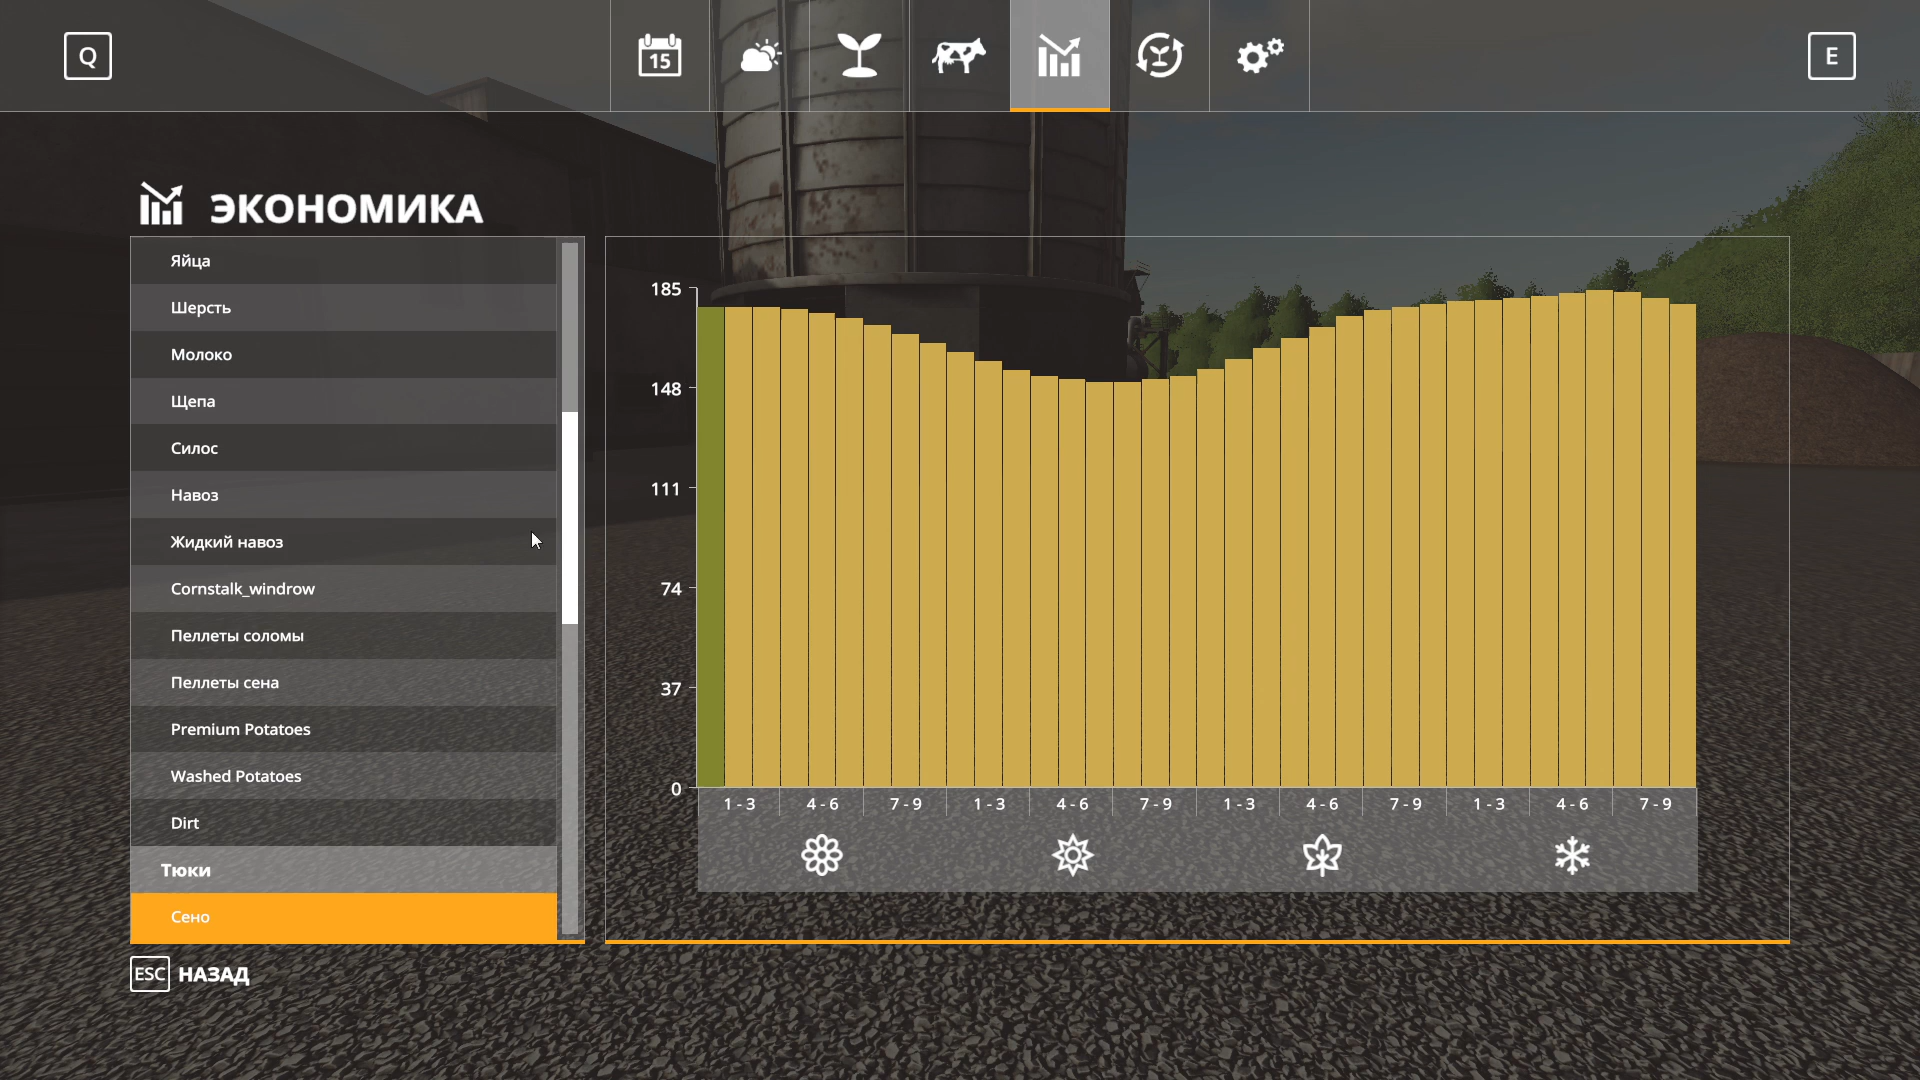 Q
15
E
ЭКОНОМИКА
Яйца
Шерсть
Молоко
Щепа
Силос
Навоз
Жидкий навоз
Cornstalk_windrow
Пеллеты соломы
Пеллеты сена
Premium Potatoes
Washed Potatoes
Dirt
Тюки
Сено
185
148
111
74
37
0
1 - 3 4 - 6 7 - 9 1 - 3 4 - 6 7 - 9 1 - 3 4 - 6 7 - 9 1 - 3 4 - 6 7 - 9
ESC НАЗАД